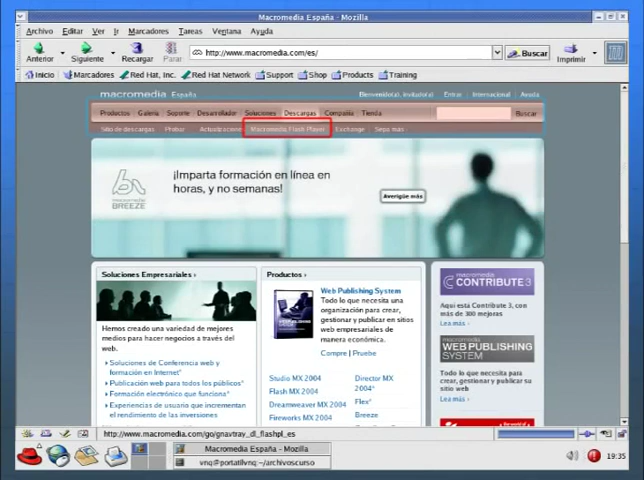 Macromedia España - Mozilla
Archivo Editar Ver Ir Marcadores Tareas Ventana Ayuda
Anterior Siguiente Recargar Parar http://www.macromedia.com/es/ Buscar Imprimir
Inicio Marcadores Red Hat, Inc. Red Hat Network Support Shop Products Training
macromedia España Bienvenido(a), invitado(a) Entrar Internacional Ayuda
Productos Galería Soporte Desarrollador Soluciones Descargas Compañía Tienda Buscar
Sitio de descargas Probar Actualizaciones Macromedia Flash Player Exchange Sepa más
¡Imparta formación en línea en
horas, y no semanas!
macromedia
BREEZE
Averigüe más
Soluciones Empresariales ›
Hemos creado una variedad de mejores
medios para hacer negocios a través del
web.
Soluciones de Conferencia web y
formación en Internet*
Publicación web para todos los públicos*
Formación electrónica que funciona*
Experiencias de usuario que incrementan
el rendimiento de las inversiones
Productos ›
Web Publishing System
Todo lo que necesita una
organización para crear,
gestionar y publicar en sitios
web empresariales de
manera económica.
Compre | Pruebe
Studio MX 2004
Flash MX 2004
Dreamweaver MX 2004
Fireworks MX 2004
Director MX
2004*
Flex*
Breeze
macromedia
CONTRIBUTE 3
Aquí está Contribute 3, con
más de 300 mejoras
Lea más ›
macromedia
WEB PUBLISHING
SYSTEM
Todo lo que necesita para
crear, gestionar y publicar su
sitio web
Lea más ›
http://www.macromedia.com/go/gnavtray_dl_flashpl_es
Macromedia España - Mozilla
vnq@portatilvnq:~/archivoscurso
19:35